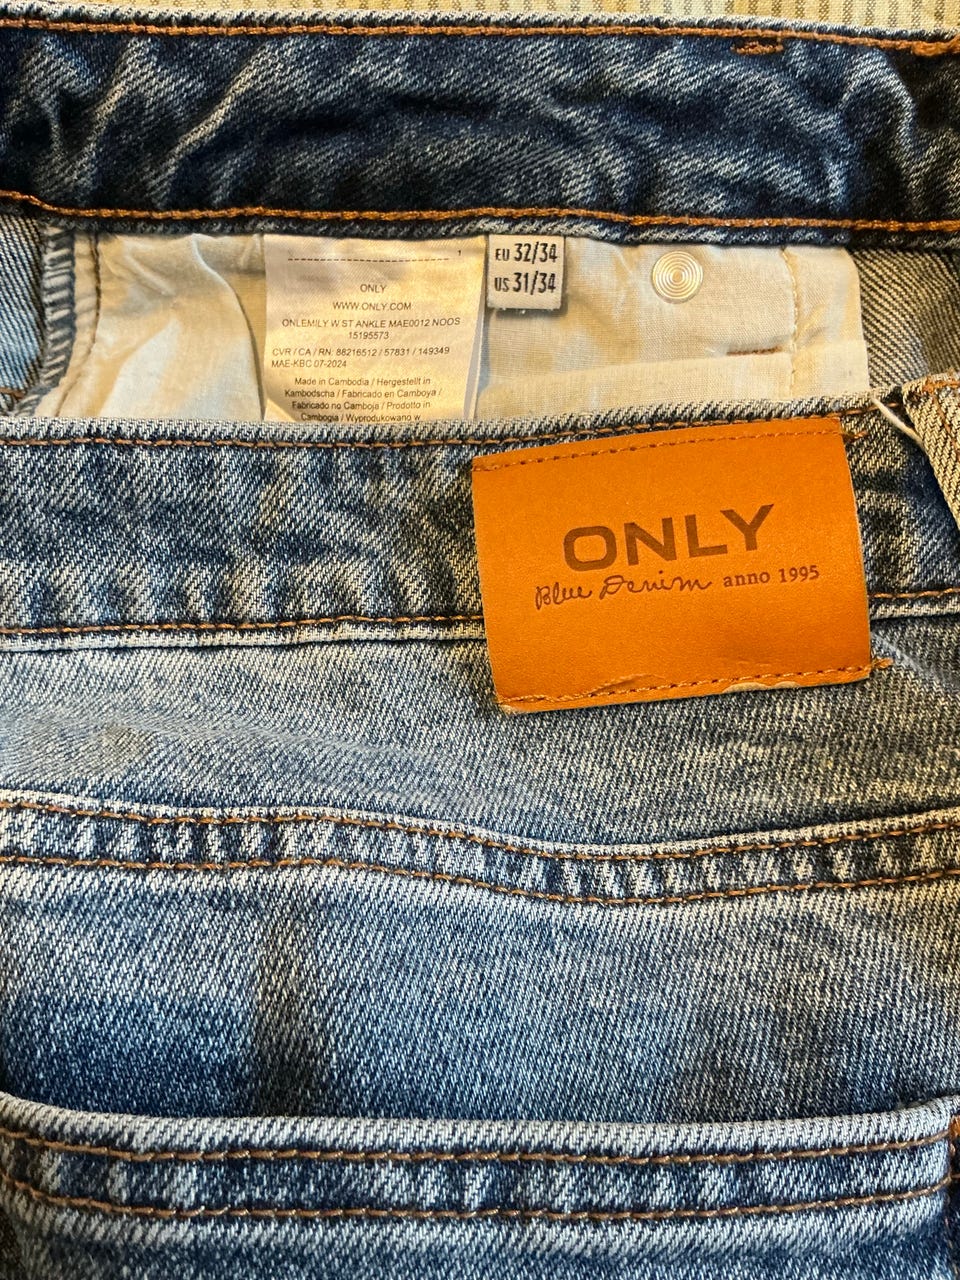 1
ONLY
WWW.ONLY.COM
ONLEMILY W ST ANKLE MAE0012 NOOS
15195573
CVR / CA / RN: 88216512 / 57831 / 149349
MAE-KBC 07-2024
Made in Cambodia / Hergestellt in
Kambodscha / Fabricado en Camboya /
Fabricado no Camboja / Prodotto in
Cambogia / Wyprodukowano w
EU 32/34
US 31/34
ONLY
Blue Denim anno 1995